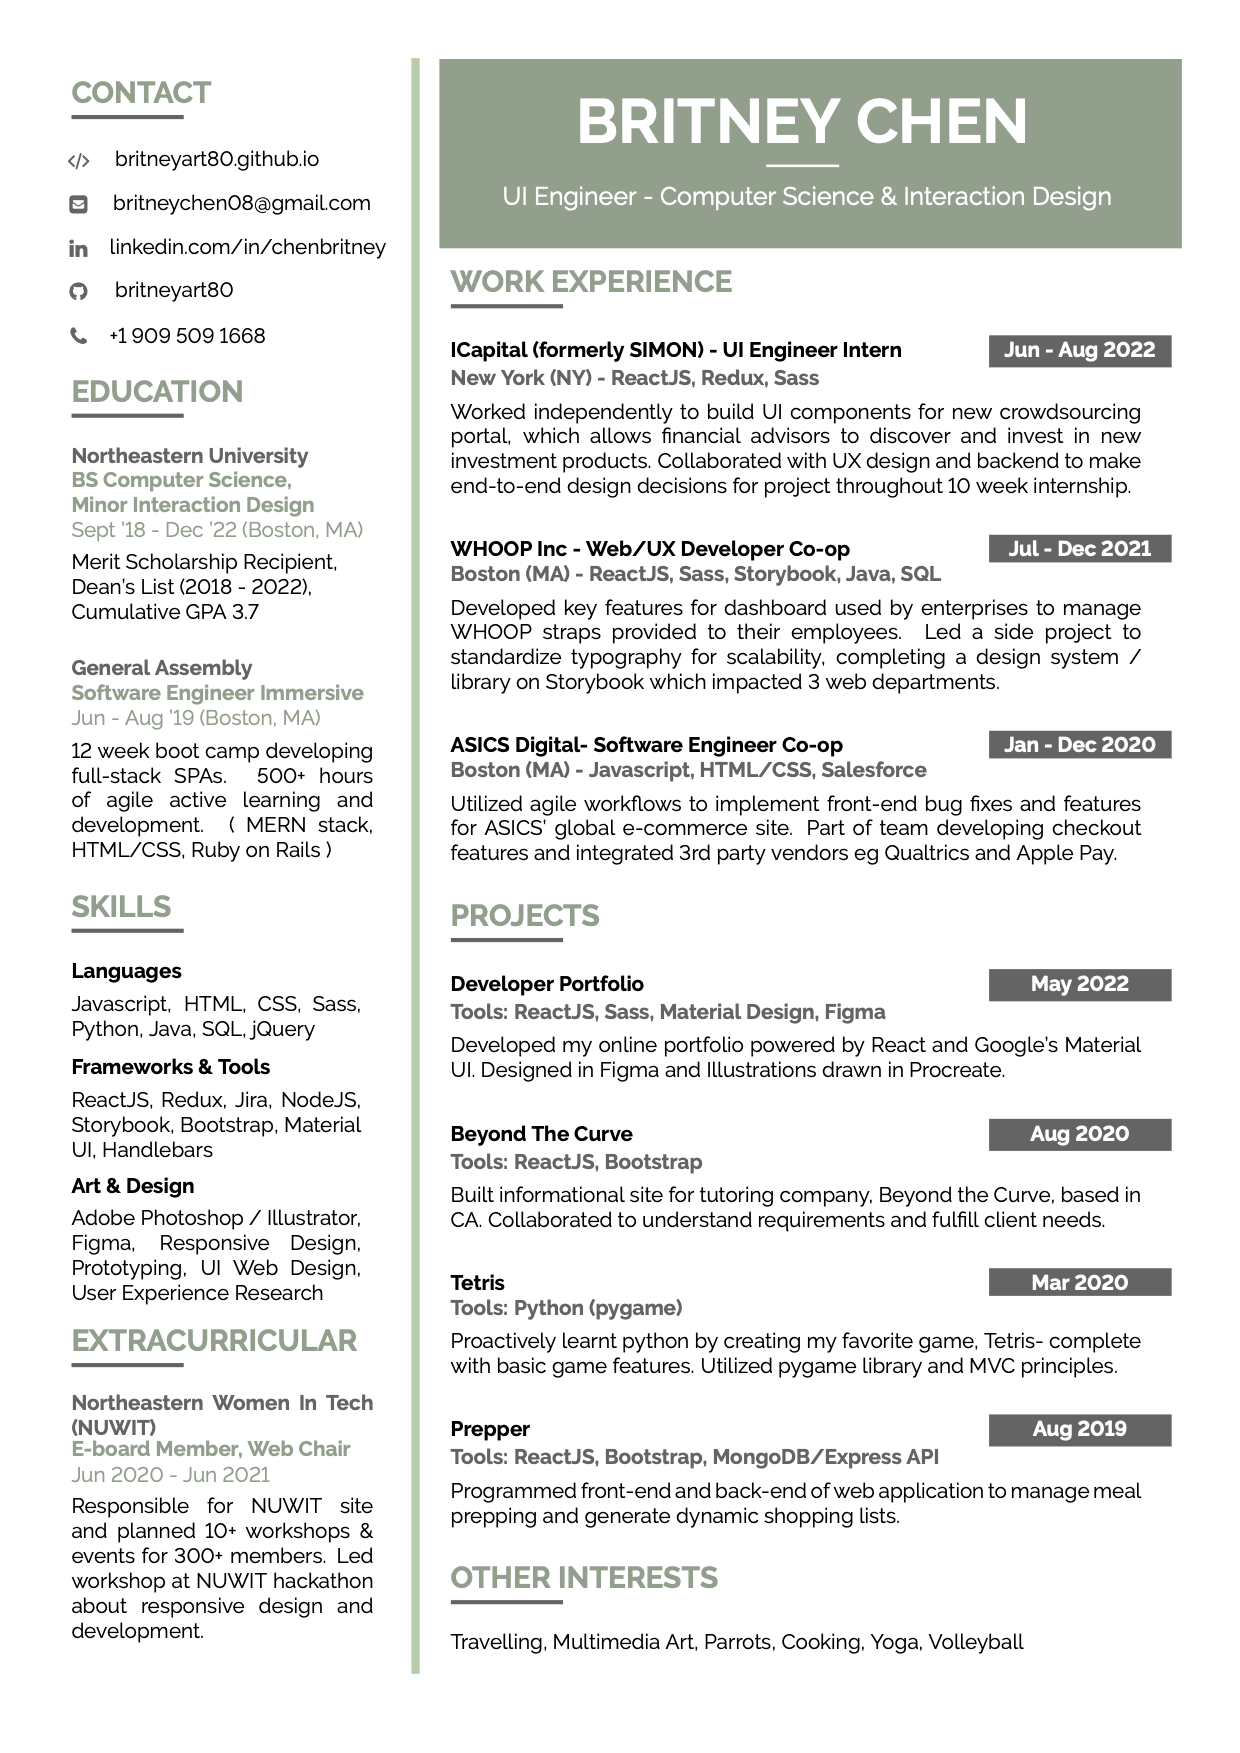 CONTACT
britneyart80.github.io
britneychen08@gmail.com
linkedin.com/in/chenbritney
britneyart80
+1 909 509 1668
EDUCATION
Northeastern University
BS Computer Science,
Minor Interaction Design
Sept '18 - Dec '22 (Boston, MA)
Merit Scholarship Recipient,
Dean's List (2018 - 2022),
Cumulative GPA 3.7
General Assembly
Software Engineer Immersive
Jun - Aug '19 (Boston, MA)
12 week boot camp developing
full-stack SPAs. 500+ hours
of agile active learning and
development. ( MERN stack,
HTML/CSS, Ruby on Rails )
SKILLS
Languages
Javascript, HTML, CSS, Sass,
Python, Java, SQL, jQuery
Frameworks & Tools
ReactJS, Redux, Jira, NodeJS,
Storybook, Bootstrap, Material
UI, Handlebars
Art & Design
Adobe Photoshop / Illustrator,
Figma, Responsive Design,
Prototyping, UI Web Design,
User Experience Research
EXTRACURRICULAR
Northeastern Women In Tech
(NUWIT)
E-board Member, Web Chair
Jun 2020 - Jun 2021
Responsible for NUWIT site
and planned 10+ workshops &
events for 300+ members. Led
workshop at NUWIT hackathon
about responsive design and
development.
BRITNEY CHEN
UI Engineer - Computer Science & Interaction Design
WORK EXPERIENCE
ICapital (formerly SIMON) - UI Engineer Intern
Jun - Aug 2022
New York (NY) - ReactJS, Redux, Sass
Worked independently to build UI components for new crowdsourcing
portal, which allows financial advisors to discover and invest in new
investment products. Collaborated with UX design and backend to make
end-to-end design decisions for project throughout 10 week internship.
WHOOP Inc - Web/UX Developer Co-op
Jul - Dec 2021
Boston (MA) - ReactJS, Sass, Storybook, Java, SQL
Developed key features for dashboard used by enterprises to manage
WHOOP straps provided to their employees. Led a side project to
standardize typography for scalability, completing a design system /
library on Storybook which impacted 3 web departments.
ASICS Digital- Software Engineer Co-op
Jan - Dec 2020
Boston (MA) - Javascript, HTML/CSS, Salesforce
Utilized agile workflows to implement front-end bug fixes and features
for ASICS' global e-commerce site. Part of team developing checkout
features and integrated 3rd party vendors eg Qualtrics and Apple Pay.
PROJECTS
Developer Portfolio
May 2022
Tools: ReactJS, Sass, Material Design, Figma
Developed my online portfolio powered by React and Google's Material
UI. Designed in Figma and Illustrations drawn in Procreate.
Beyond The Curve
Aug 2020
Tools: ReactJS, Bootstrap
Built informational site for tutoring company, Beyond the Curve, based in
CA. Collaborated to understand requirements and fulfill client needs.
Tetris
Mar 2020
Tools: Python (pygame)
Proactively learnt python by creating my favorite game, Tetris- complete
with basic game features. Utilized pygame library and MVC principles.
Prepper
Aug 2019
Tools: ReactJS, Bootstrap, MongoDB/Express API
Programmed front-end and back-end of web application to manage meal
prepping and generate dynamic shopping lists.
OTHER INTERESTS
Travelling, Multimedia Art, Parrots, Cooking, Yoga, Volleyball